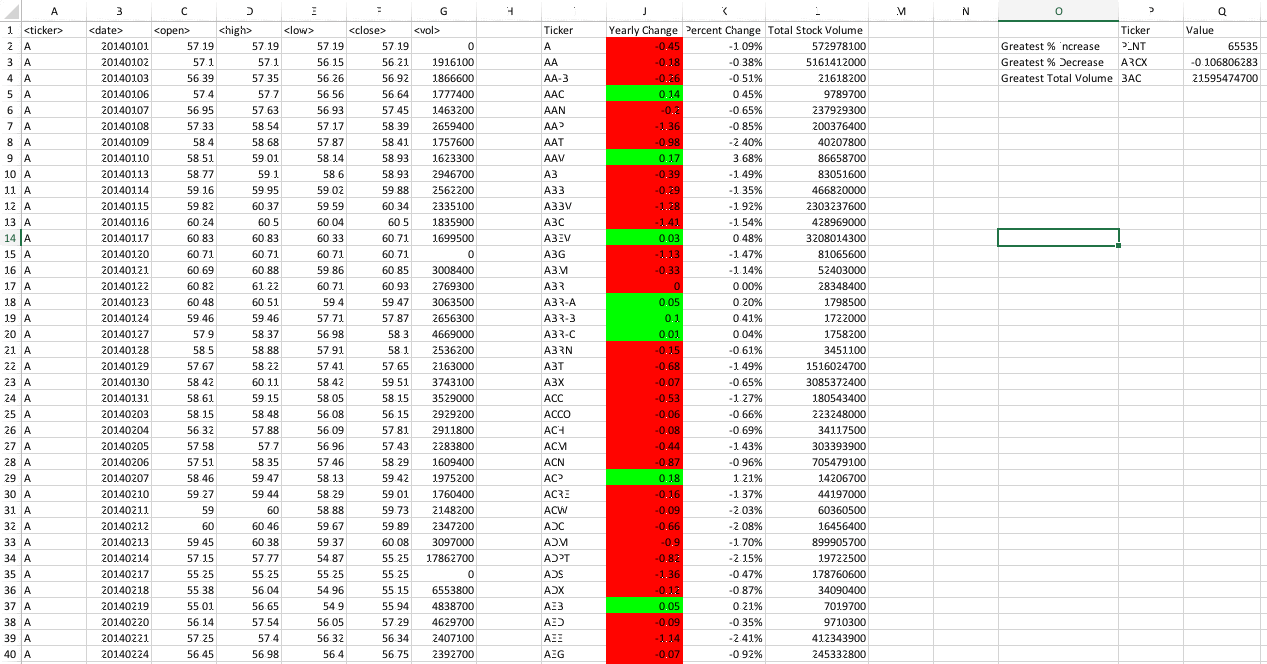 A B C D E F G H I J K L M N O P Q
1 <ticker> <date> <open> <high> <low> <close> <vol> Ticker Yearly Change Percent Change Total Stock Volume Ticker Value
2 A 20140101 57.19 57.19 57.19 57.19 0 A -0.45 -1.09% 572978100 Greatest % Increase PLNT 65535
3 A 20140102 57.1 57.1 56.15 56.21 1916100 AA -0.18 -0.38% 5161412000 Greatest % Decrease ARCX -0.106806283
4 A 20140103 56.39 57.35 56.26 56.92 1866600 AA-B -0.26 -0.51% 21618200 Greatest Total Volume BAC 21595474700
5 A 20140106 57.4 57.7 56.56 56.64 1777400 AAC 0.14 0.45% 9789700
6 A 20140107 56.95 57.63 56.93 57.45 1463200 AAN -0.2 -0.65% 237929300
7 A 20140108 57.33 58.54 57.17 58.39 2659400 AAP -1.36 -0.85% 200376400
8 A 20140109 58.4 58.68 57.87 58.41 1757600 AAT -0.98 -2.40% 40207800
9 A 20140110 58.51 59.01 58.14 58.93 1623300 AAV 0.17 3.68% 86658700
10 A 20140113 58.77 59.1 58.6 58.93 2946700 AB -0.39 -1.49% 83051600
11 A 20140114 59.16 59.95 59.02 59.88 2562200 ABB -0.29 -1.35% 466820000
12 A 20140115 59.82 60.37 59.59 60.34 2335100 ABBV -1.28 -1.92% 2303237600
13 A 20140116 60.24 60.5 60.04 60.5 1835900 ABC -1.41 -1.54% 428969000
14 A 20140117 60.83 60.83 60.33 60.71 1699500 ABEV 0.03 0.48% 3208014300
15 A 20140120 60.71 60.71 60.71 60.71 0 ABG -1.13 -1.47% 81065600
16 A 20140121 60.69 60.88 59.86 60.85 3008400 ABM -0.33 -1.14% 52403000
17 A 20140122 60.82 61.22 60.71 60.93 2769300 ABR 0 0.00% 28348400
18 A 20140123 60.48 60.51 59.4 59.47 3063500 ABR-A 0.05 0.20% 1798500
19 A 20140124 59.46 59.46 57.71 57.87 2656300 ABR-B 0.1 0.41% 1722000
20 A 20140127 57.9 58.37 56.98 58.3 4669000 ABR-C 0.01 0.04% 1758200
21 A 20140128 58.5 58.88 57.91 58.1 2536200 ABRN -0.15 -0.61% 3451100
22 A 20140129 57.67 58.22 57.41 57.65 2163000 ABT -0.68 -1.49% 1516024700
23 A 20140130 58.42 60.11 58.42 59.51 3743100 ABX -0.07 -0.65% 3085372400
24 A 20140131 58.61 59.15 58.05 58.15 3529000 ACC -0.53 -1.27% 180543400
25 A 20140203 58.15 58.48 56.08 56.15 2929200 ACCO -0.06 -0.66% 223248000
26 A 20140204 56.32 57.88 56.09 57.81 2911800 ACH -0.08 -0.69% 34117500
27 A 20140205 57.58 57.7 56.96 57.43 2283800 ACM -0.44 -1.43% 303393900
28 A 20140206 57.51 58.35 57.46 58.29 1609400 ACN -0.87 -0.96% 705479100
29 A 20140207 58.46 59.47 58.13 59.42 1975200 ACP 0.18 1.21% 14206700
30 A 20140210 59.27 59.44 58.29 59.01 1760400 ACRE -0.16 -1.37% 44197000
31 A 20140211 59 60 58.88 59.73 2148200 ACW -0.09 -2.03% 60360500
32 A 20140212 60 60.46 59.67 59.89 2347200 ADC -0.66 -2.08% 16456400
33 A 20140213 59.45 60.38 59.37 60.08 3097000 ADM -0.9 -1.70% 899905700
34 A 20140214 57.15 57.77 54.87 55.25 17862700 ADPT -0.82 -2.15% 19722500
35 A 20140217 55.25 55.25 55.25 55.25 0 ADS -1.36 -0.47% 178760600
36 A 20140218 55.38 56.04 54.96 55.15 6553800 ADX -0.12 -0.87% 34090400
37 A 20140219 55.01 56.65 54.9 55.94 4838700 AEB 0.05 0.21% 7019700
38 A 20140220 56.14 57.54 56.05 57.29 4629700 AED -0.09 -0.35% 9710300
39 A 20140221 57.25 57.4 56.32 56.34 2407100 AEE -1.14 -2.41% 412343900
40 A 20140224 56.45 56.98 56.4 56.75 2392700 AEG -0.07 -0.92% 245332800